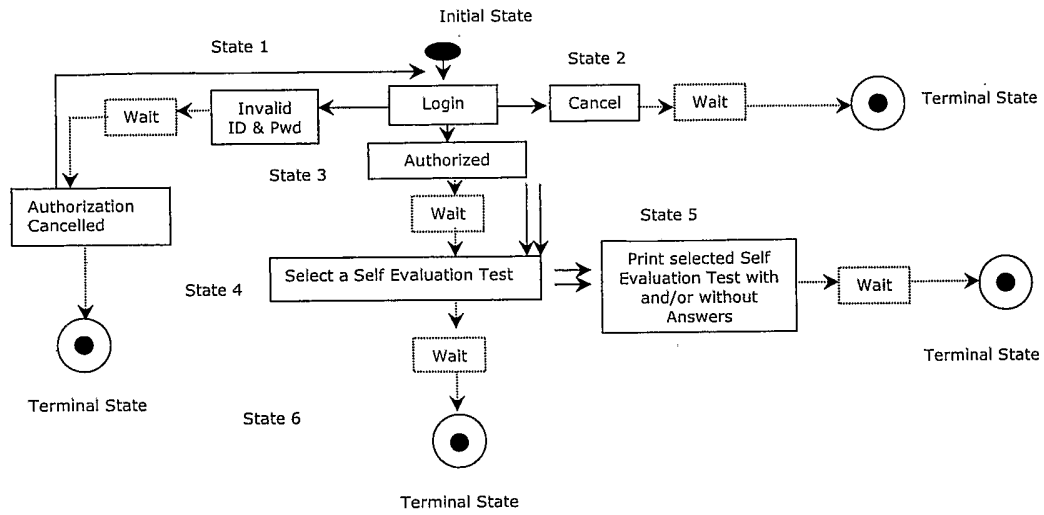 Initial State
State 1
State 2
Wait
Invalid
ID & Pwd
Login
Cancel
Wait
Terminal State
Authorized
State 3
Authorization
Cancelled
Wait
State 5
Select a Self Evaluation Test
Print selected Self
Evaluation Test with
and/or without
Answers
Wait
State 4
Wait
Terminal State
Terminal State
State 6
Terminal State